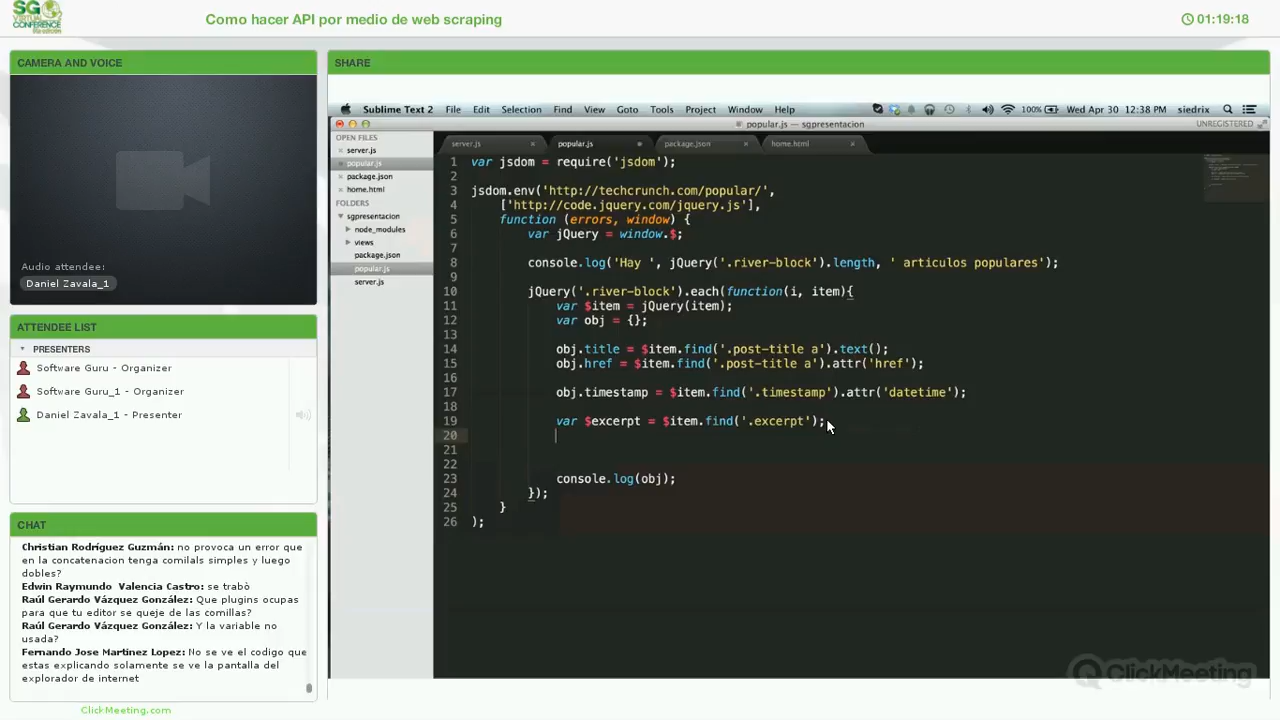 SG
VIRTUAL
CONFERENCE
Como hacer API por medio de web scraping
01:19:18
CAMERA AND VOICE
Audio attendee:
Daniel Zavala_1
ATTENDEE LIST
PRESENTERS
Software Guru - Organizer
Software Guru_1 - Organizer
Daniel Zavala_1 - Presenter
CHAT
Christian Rodríguez Guzmán: no provoca un error que
en la concatenacion tenga comilals simples y luego
dobles?
Edwin Raymundo Valencia Castro: se trabò
Raúl Gerardo Vázquez González: Que plugins ocupas
para que tu editor se queje de las comillas?
Raúl Gerardo Vázquez González: Y la variable no
usada?
Fernando Jose Martinez Lopez: No se ve el codigo que
estas explicando solamente se ve la pantalla del
explorador de internet
ClickMeeting.com
SHARE
Sublime Text 2 File Edit Selection Find View Goto Tools Project Window Help 100% Wed Apr 30 12:38 PM siedrix
popular.js — sgpresentacion
UNREGISTERED
OPEN FILES
server.js
popular.js
package.json
home.html
FOLDERS
sgpresentacion
node_modules
views
package.json
popular.js
server.js
server.js popular.js package.json home.html
1 var jsdom = require('jsdom');
2
3 jsdom.env('http://techcrunch.com/popular/',
4 ['http://code.jquery.com/jquery.js'],
5 function (errors, window) {
6 var jQuery = window.$;
7
8 console.log('Hay ', jQuery('.river-block').length, ' articulos populares');
9
10 jQuery('.river-block').each(function(i, item){
11 var $item = jQuery(item);
12 var obj = {};
13
14 obj.title = $item.find('.post-title a').text();
15 obj.href = $item.find('.post-title a').attr('href');
16
17 obj.timestamp = $item.find('.timestamp').attr('datetime');
18
19 var $excerpt = $item.find('.excerpt');
20
21
22
23 console.log(obj);
24 });
25 }
26 );
ClickMeeting